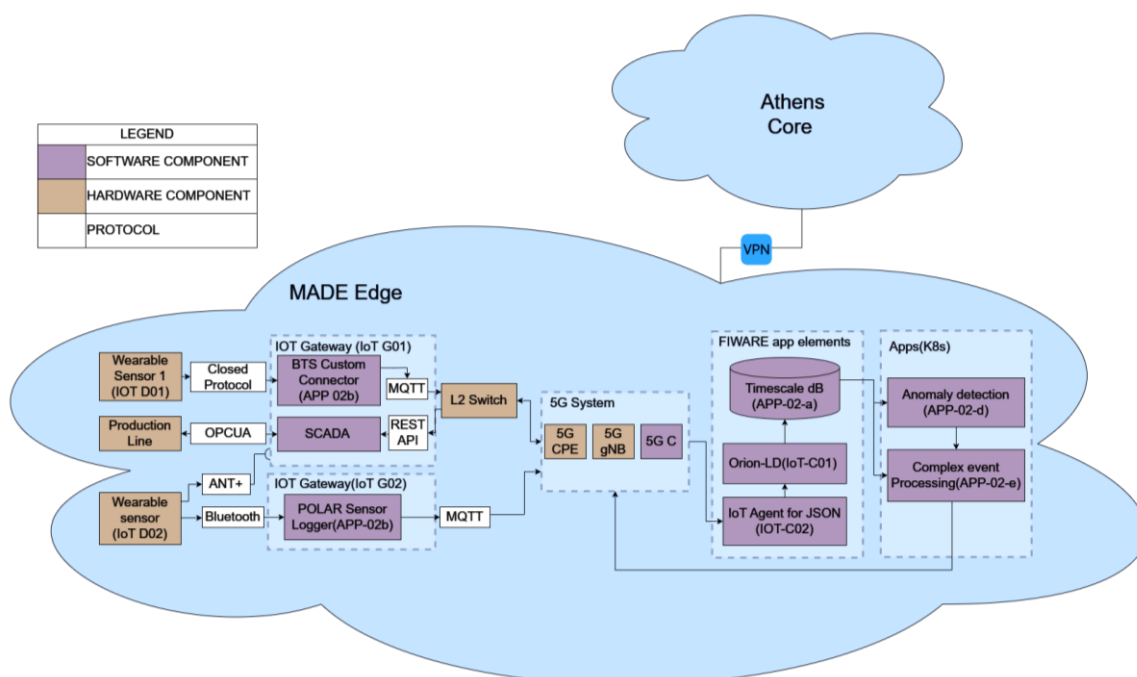 Athens
Core
LEGEND
SOFTWARE COMPONENT
HARDWARE COMPONENT
PROTOCOL
VPN
MADE Edge
IOT Gateway (IoT G01)
Wearable
Sensor 1
(IOT D01)
Closed
Protocol
BTS Custom
Connector
(APP 02b)
MQTT
L2 Switch
Production
Line
OPCUA
SCADA
REST
API
ANT+
Wearable
sensor
(IoT D02)
Bluetooth
IOT Gateway(IoT G02)
POLAR Sensor
Logger(APP-02b)
MQTT
5G System
5G
CPE
5G
gNB
5G C
FIWARE app elements
Timescale dB
(APP-02-a)
Orion-LD(IoT-C01)
IoT Agent for JSON
(IOT-C02)
Apps(K8s)
Anomaly detection
(APP-02-d)
Complex event
Processing(APP-02-e)